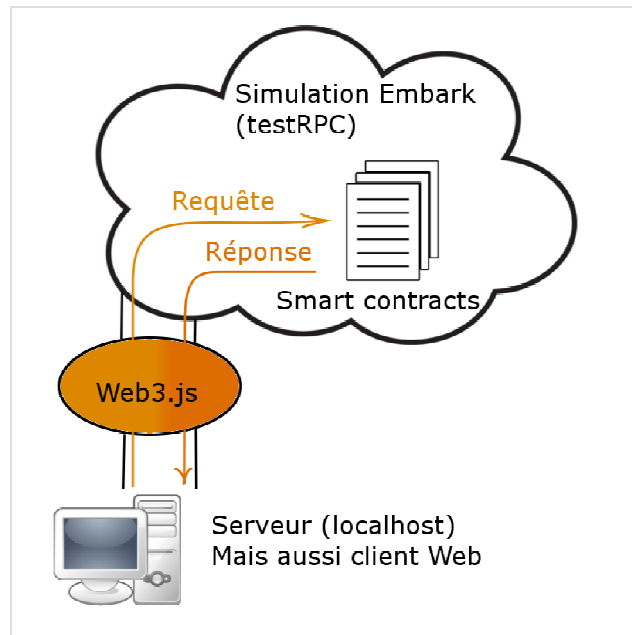 Simulation Embark
(testRPC)
Requête
Réponse
Smart contracts
Web3.js
Serveur (localhost)
Mais aussi client Web